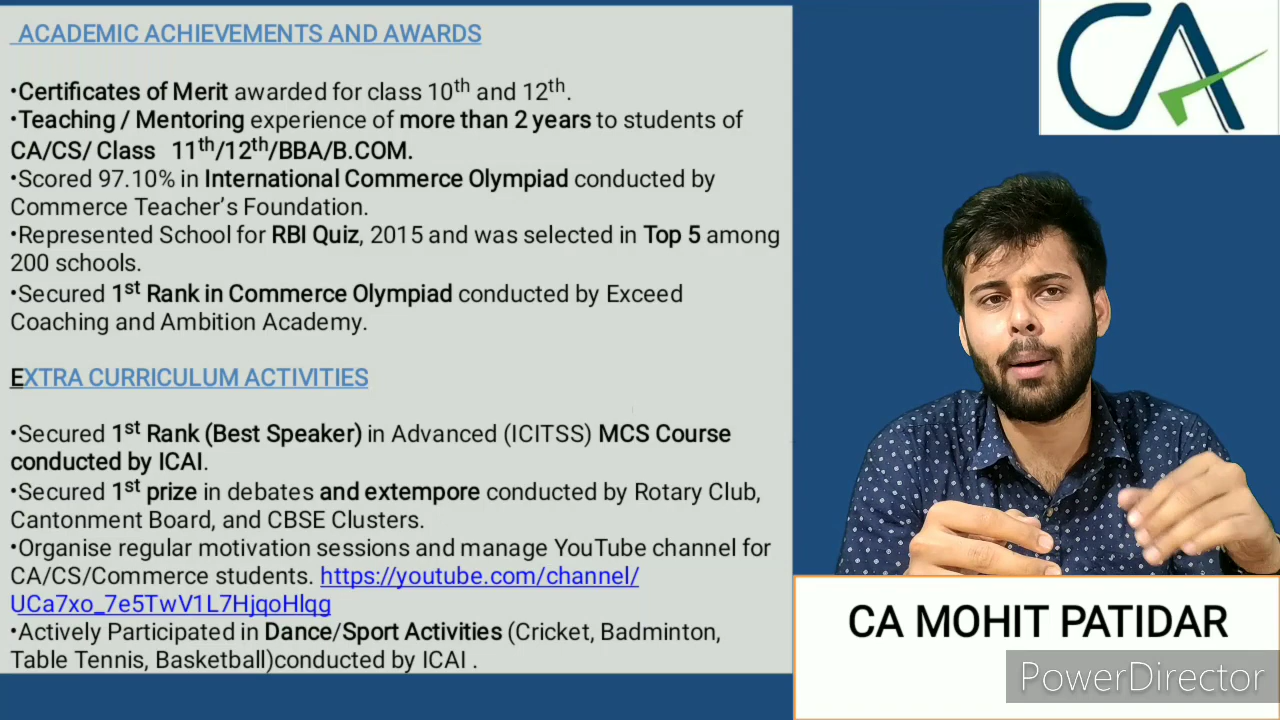 ACADEMIC ACHIEVEMENTS AND AWARDS
•Certificates of Merit awarded for class 10th and 12th.
•Teaching / Mentoring experience of more than 2 years to students of
CA/CS/ Class 11th/12th/BBA/B.COM.
•Scored 97.10% in International Commerce Olympiad conducted by
Commerce Teacher’s Foundation.
•Represented School for RBI Quiz, 2015 and was selected in Top 5 among
200 schools.
•Secured 1st Rank in Commerce Olympiad conducted by Exceed
Coaching and Ambition Academy.
EXTRA CURRICULUM ACTIVITIES
•Secured 1st Rank (Best Speaker) in Advanced (ICITSS) MCS Course
conducted by ICAI.
•Secured 1st prize in debates and extempore conducted by Rotary Club,
Cantonment Board, and CBSE Clusters.
•Organise regular motivation sessions and manage YouTube channel for
CA/CS/Commerce students. https://youtube.com/channel/
UCa7xo_7e5TwV1L7HjqoHlqg
•Actively Participated in Dance/Sport Activities (Cricket, Badminton,
Table Tennis, Basketball)conducted by ICAI .
CA
CA MOHIT PATIDAR
PowerDirector